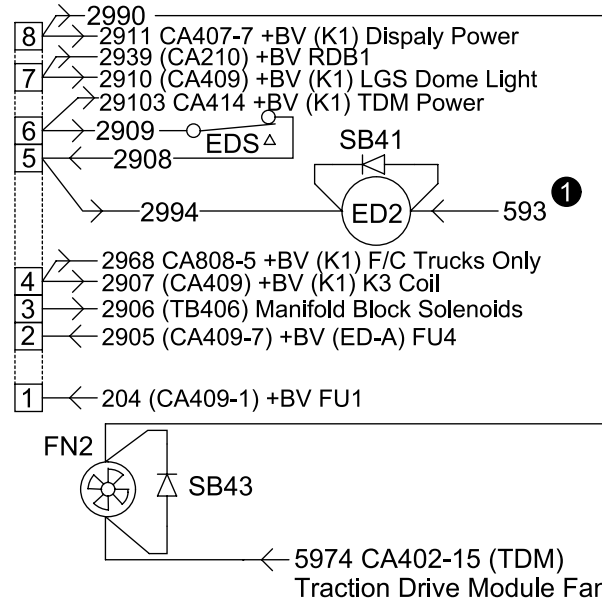 2990
8 2911 CA407-7 +BV (K1) Dispaly Power
2939 (CA210) +BV RDB1
7 2910 (CA409) +BV (K1) LGS Dome Light
29103 CA414 +BV (K1) TDM Power
6 2909 EDS△
5 2908
SB41
2994 ED2 593 1
2968 CA808-5 +BV (K1) F/C Trucks Only
4 2907 (CA409) +BV (K1) K3 Coil
3 2906 (TB406) Manifold Block Solenoids
2 2905 (CA409-7) +BV (ED-A) FU4
1 204 (CA409-1) +BV FU1
FN2
SB43
5974 CA402-15 (TDM)
Traction Drive Module Fan